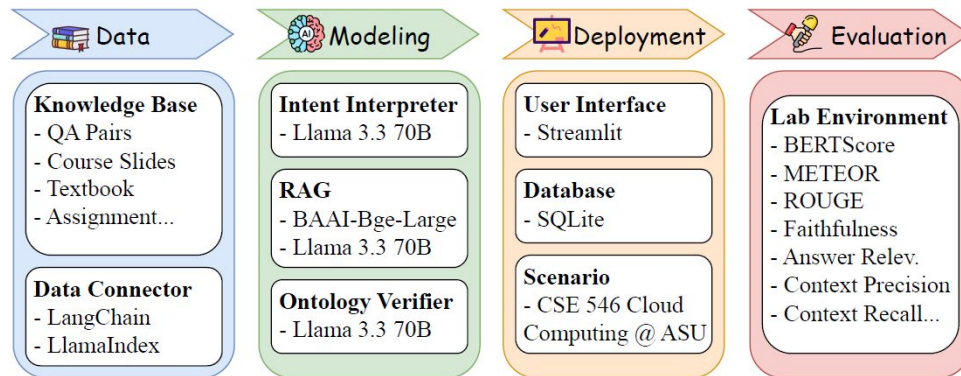 Data
Knowledge Base
- QA Pairs
- Course Slides
- Textbook
- Assignment...
Data Connector
- LangChain
- LlamaIndex
AI
Modeling
Intent Interpreter
- Llama 3.3 70B
RAG
- BAAI-Bge-Large
- Llama 3.3 70B
Ontology Verifier
- Llama 3.3 70B
Deployment
User Interface
- Streamlit
Database
- SQLite
Scenario
- CSE 546 Cloud
Computing @ ASU
Evaluation
Lab Environment
- BERTScore
- METEOR
- ROUGE
- Faithfulness
- Answer Relev.
- Context Precision
- Context Recall...